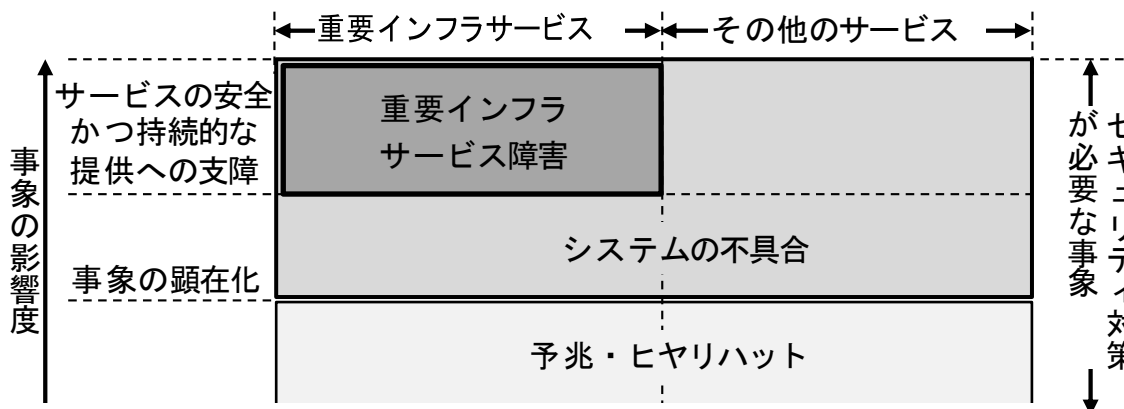 重要インフラサービス
その他のサービス
サービスの安全
かつ持続的な
提供への支障
重要インフラ
サービス障害
事象の影響度
システムの不具合
事象の顕在化
予兆・ヒヤリハット
セキュリティ対策
が必要な事象